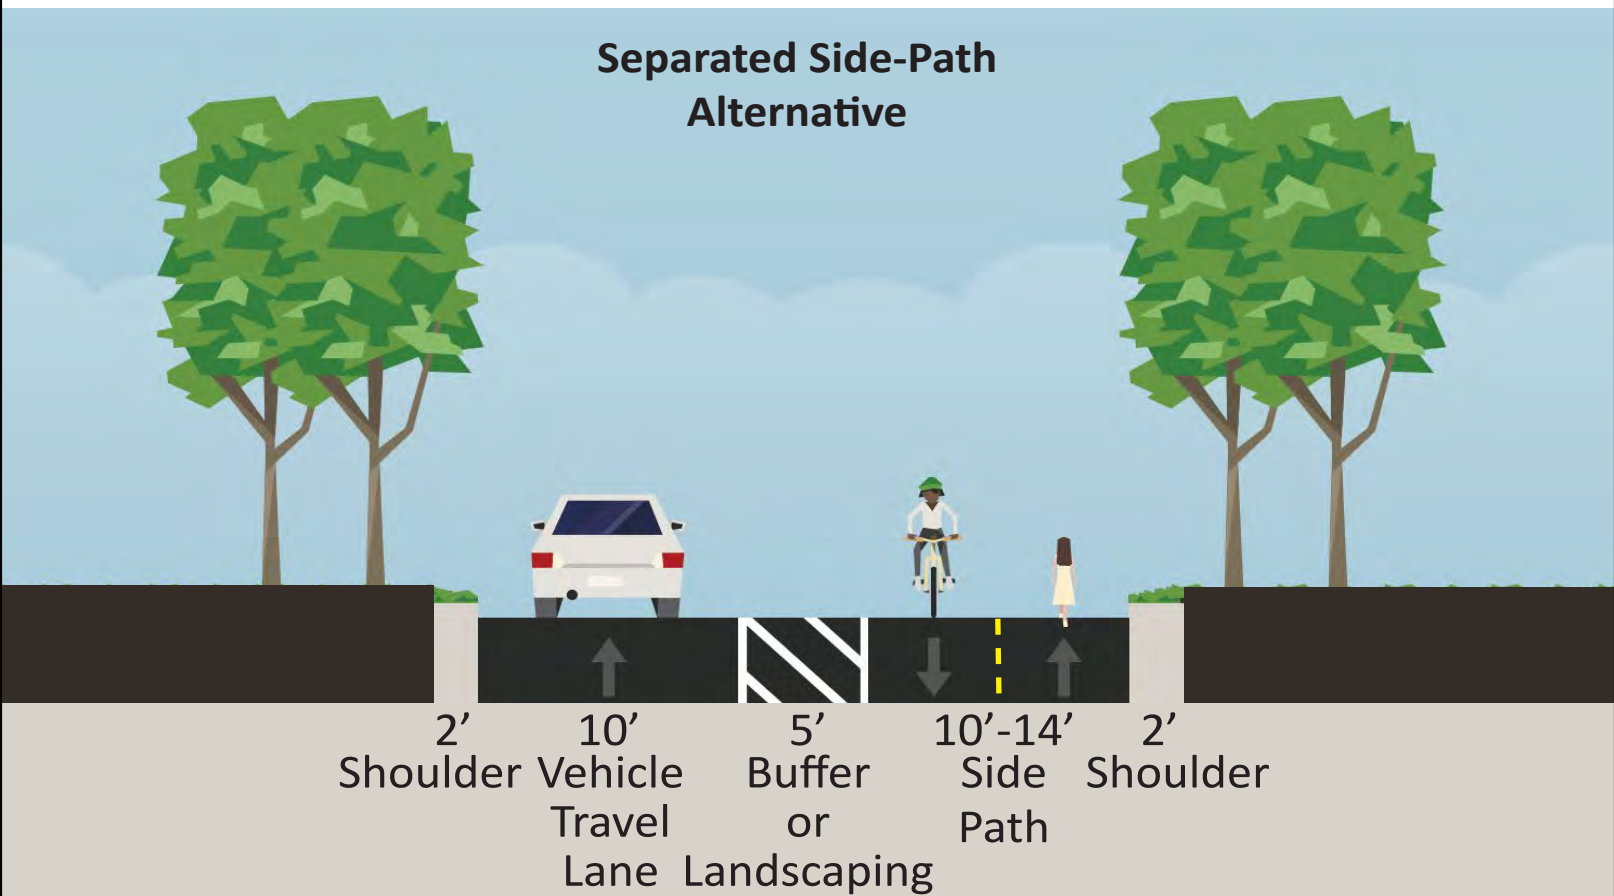 Separated Side-Path
Alternative
2’
Shoulder
10’
Vehicle
Travel
Lane
5’
Buffer
or
Landscaping
10’-14’
Side
Path
2’
Shoulder